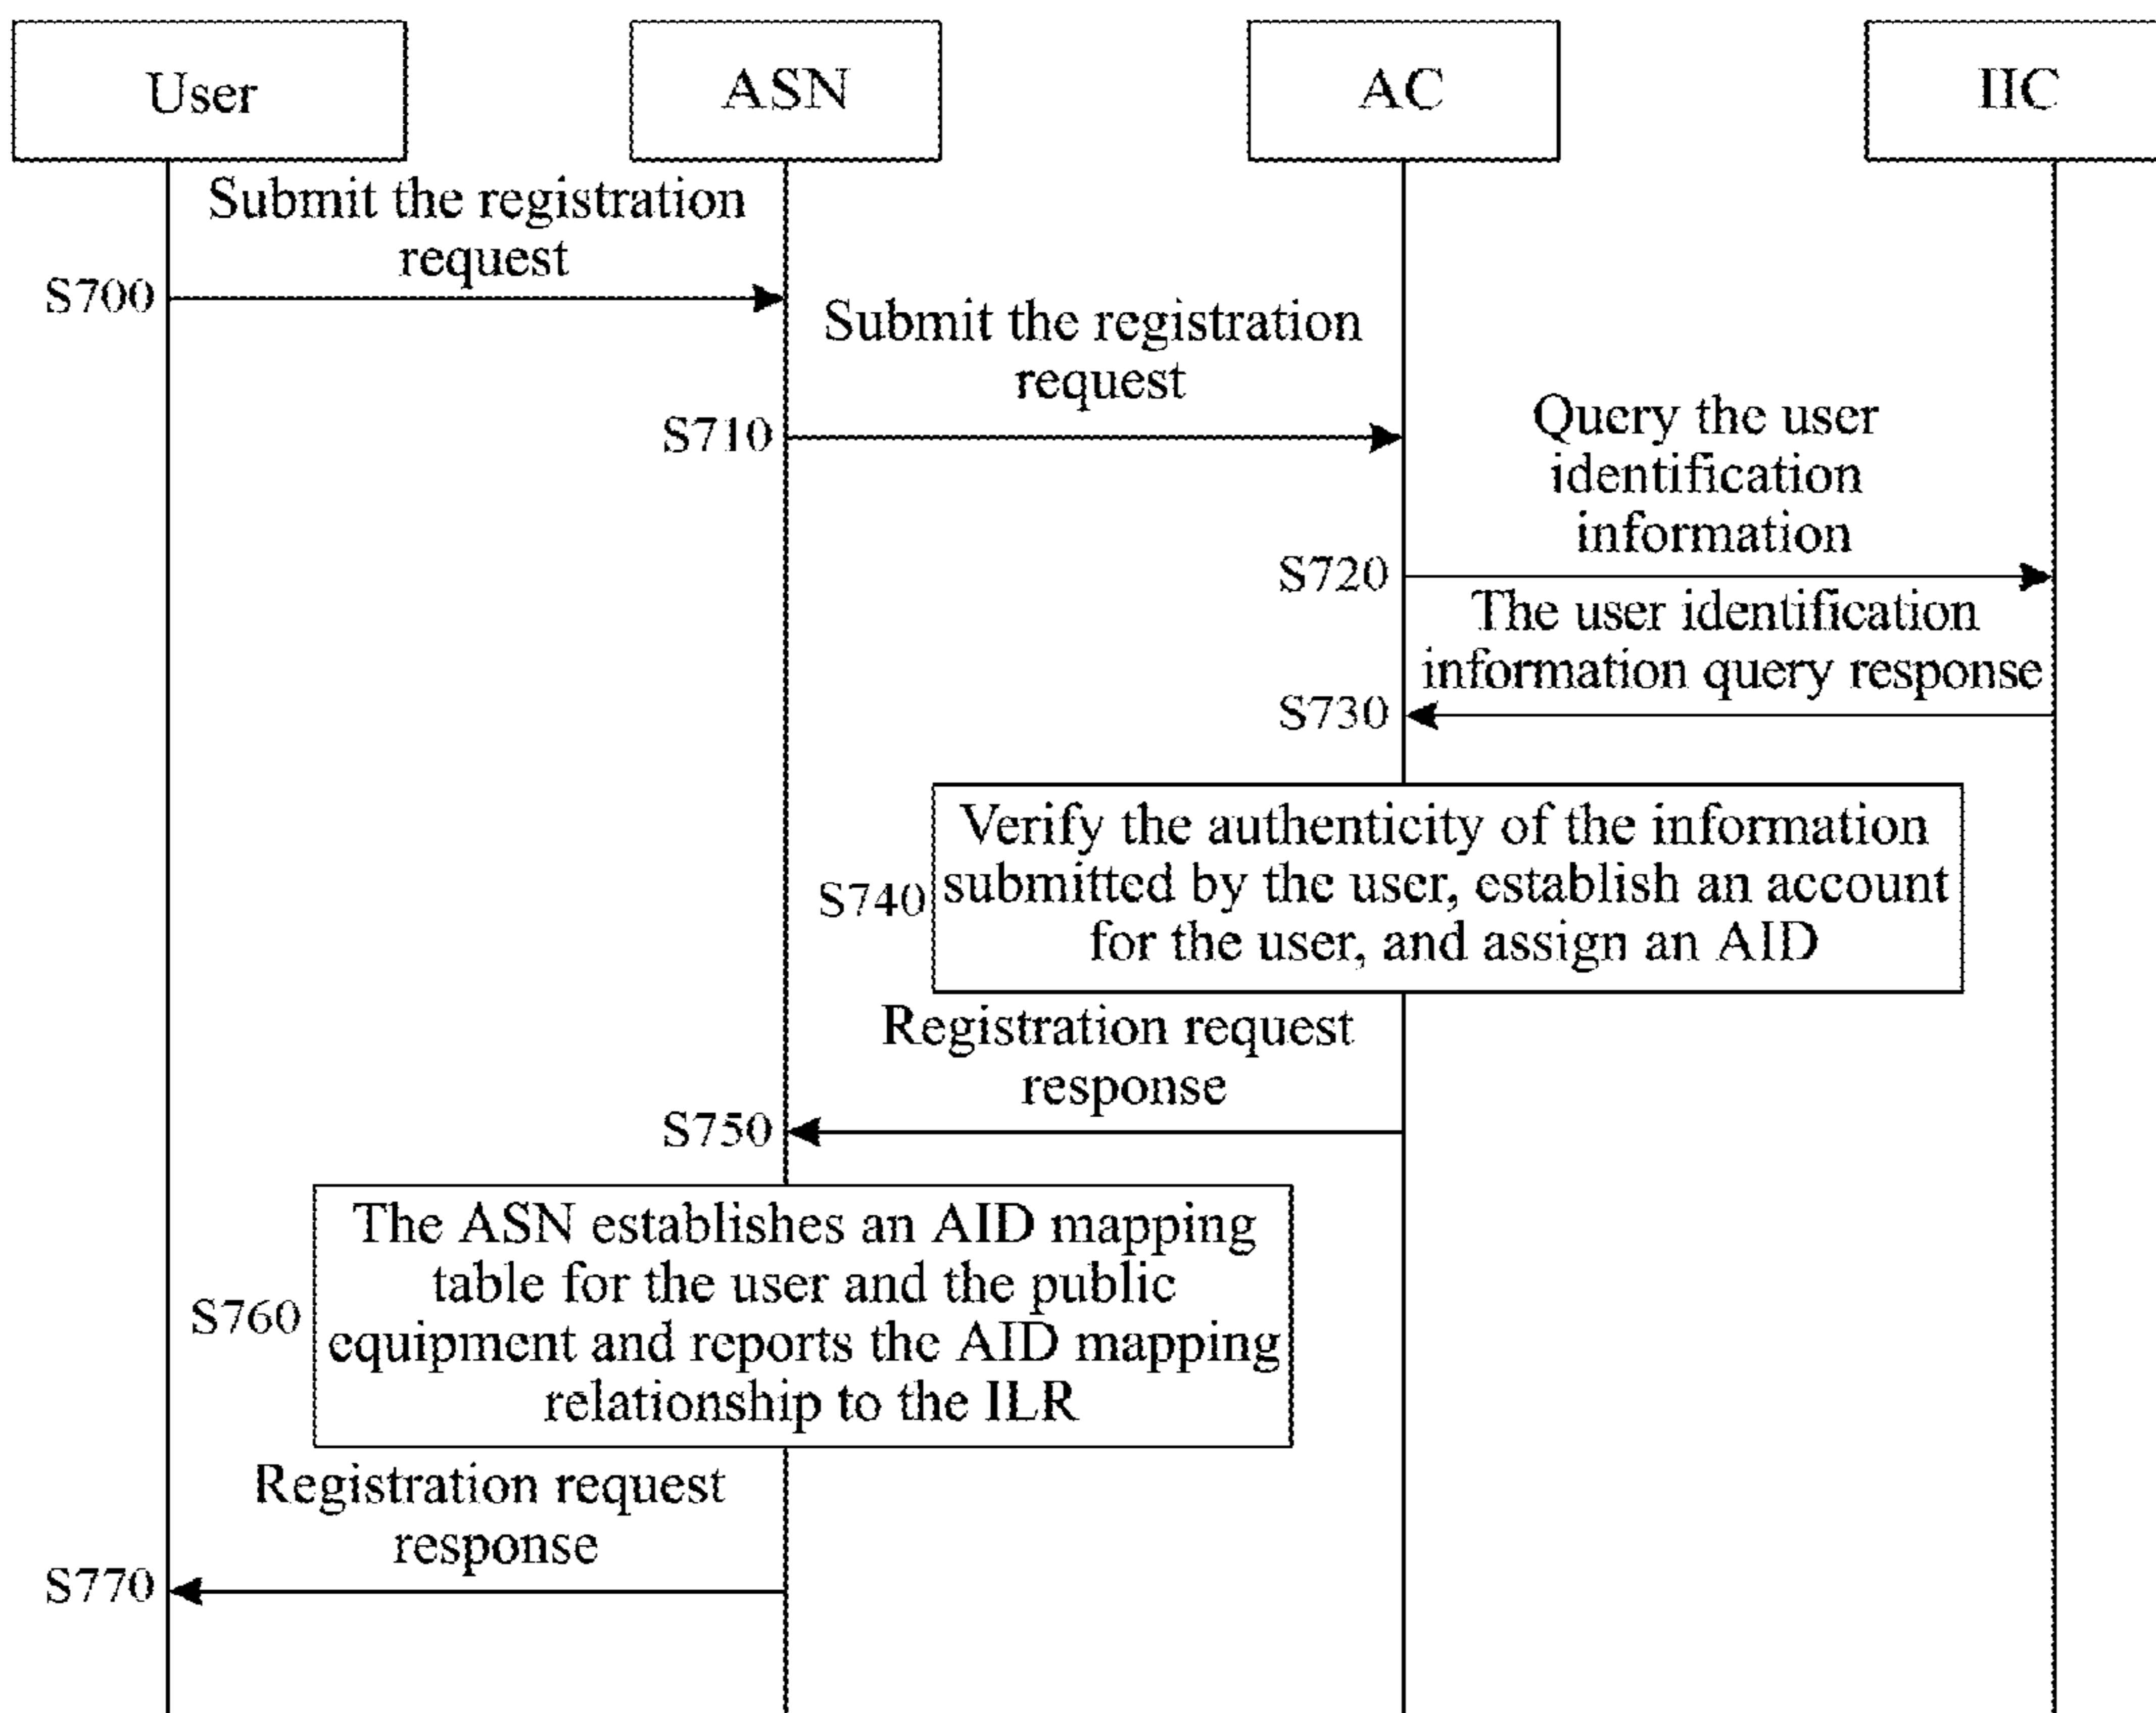 User
ASN
AC
IIC
Submit the registration
request
S700
Submit the registration
request
S710
Query the user
identification
information
S720
The user identification
information query response
S730
Verify the authenticity of the information
submitted by the user, establish an account
for the user, and assign an AID
S740
Registration request
response
S750
The ASN establishes an AID mapping
table for the user and the public
equipment and reports the AID mapping
relationship to the ILR
S760
Registration request
response
S770